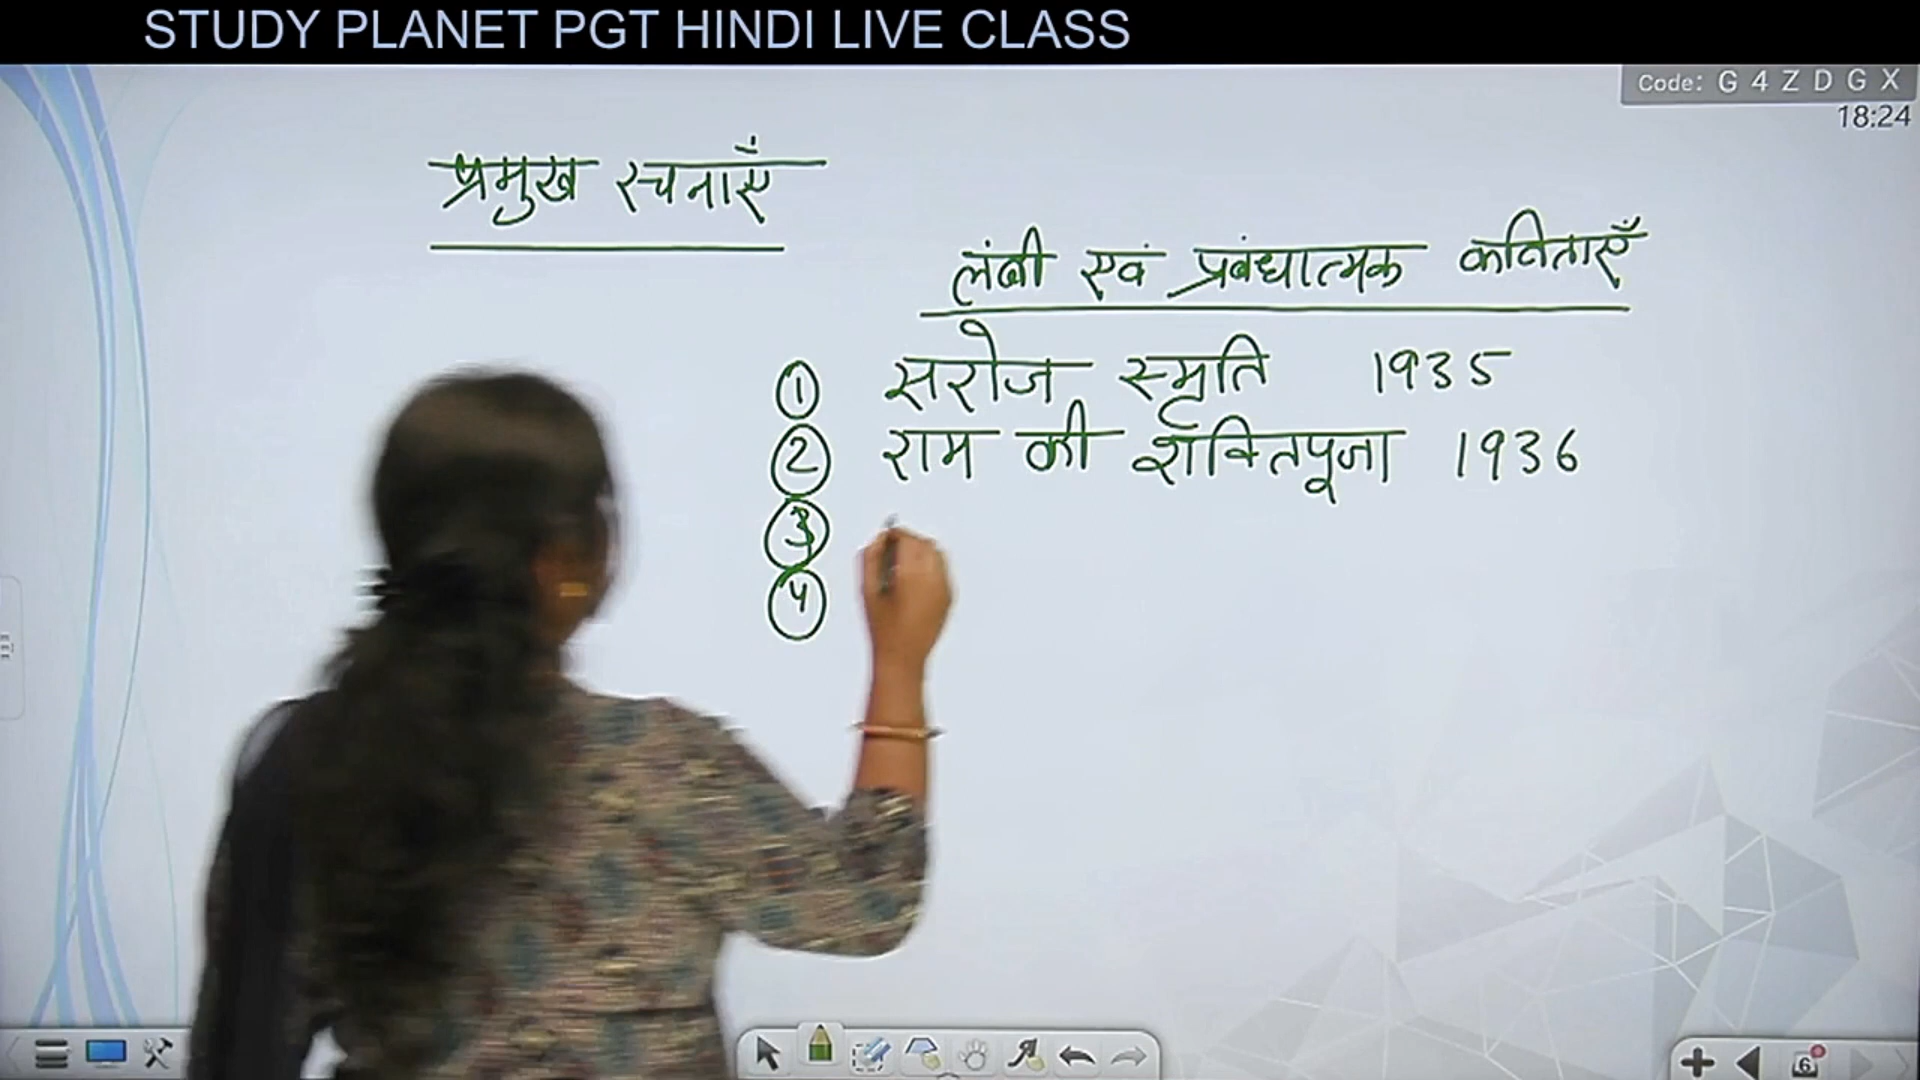 STUDY PLANET PGT HINDI LIVE CLASS
Code: G 4 Z D G X
18:24
प्रमुख रचनाएँ
लंबी एवं प्रबंधात्मक कविताएँ
① सरोज स्मृति 1935
② राम की शक्तिपूजा 1936
③
④
6